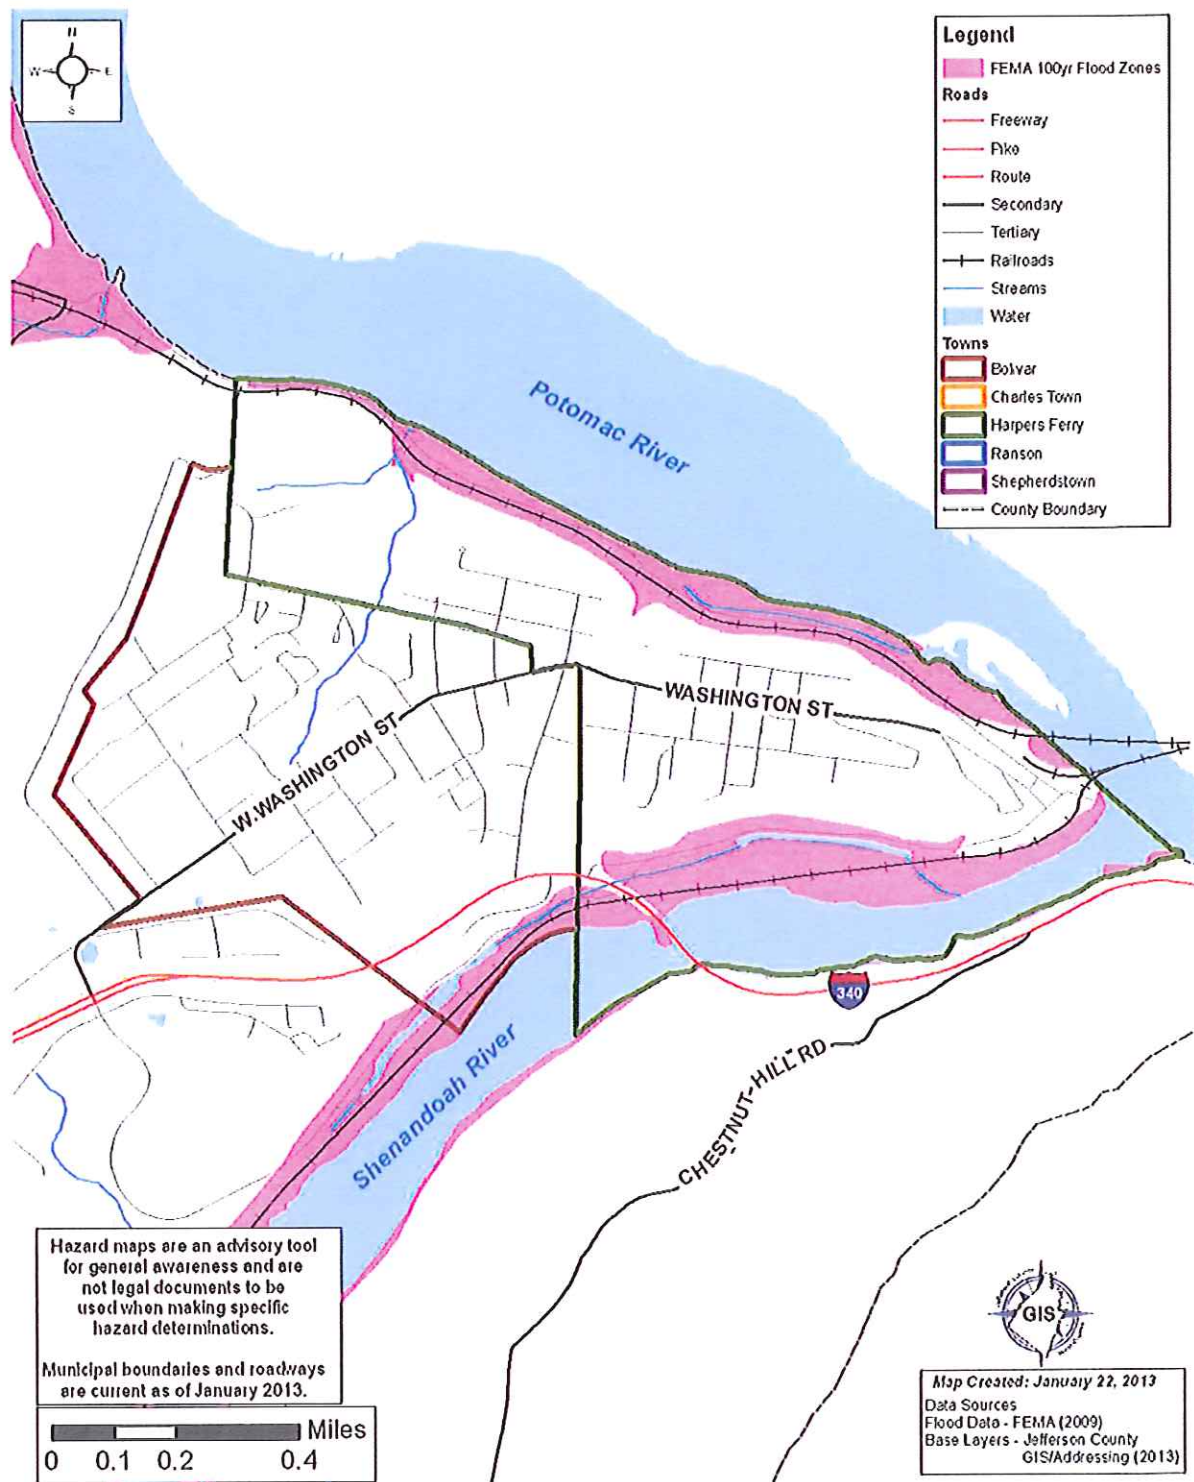 N
W
E
S
Legend
FEMA 100yr Flood Zones
Roads
Freeway
Pike
Route
Secondary
Tertiary
Railroads
Streams
Water
Towns
Bolivar
Charles Town
Harpers Ferry
Ranson
Shepherdstown
County Boundary
Potomac River
WASHINGTON ST
W.WASHINGTON ST
340
Shenandoah River
CHESTNUT-HILL RD
Hazard maps are an advisory tool
for general awareness and are
not legal documents to be
used when making specific
hazard determinations.
Municipal boundaries and roadways
are current as of January 2013.
Miles
0 0.1 0.2 0.4
GIS
Map Created: January 22, 2013
Data Sources
Flood Data - FEMA (2009)
Base Layers - Jefferson County
GIS/Addressing (2013)